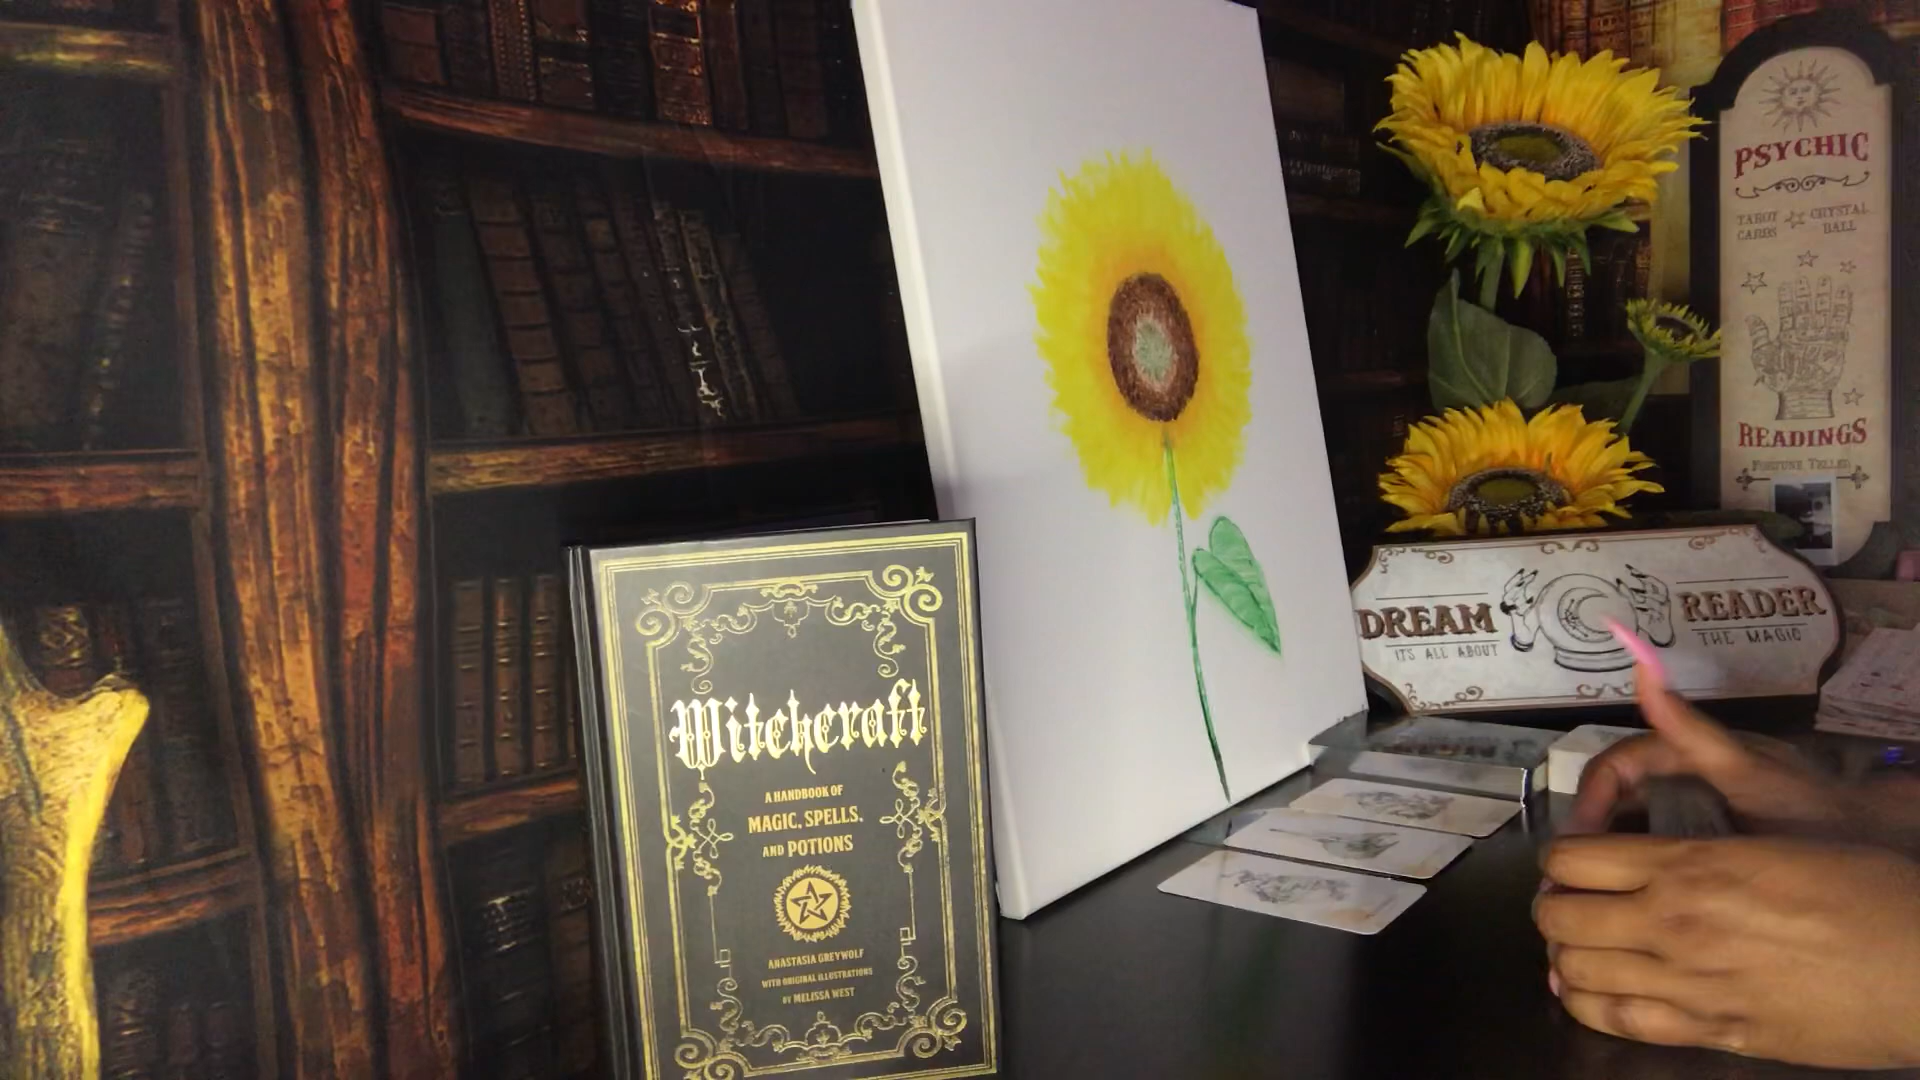 Witchcraft
A HANDBOOK OF
MAGIC, SPELLS,
AND POTIONS
ANASTASIA GREYWOLF
WITH ORIGINAL ILLUSTRATIONS
BY MELISSA WEST
PSYCHIC
TAROT CRYSTAL
CARDS BALL
READINGS
FORTUNE TELLER
DREAM READER
IT'S ALL ABOUT THE MAGIC